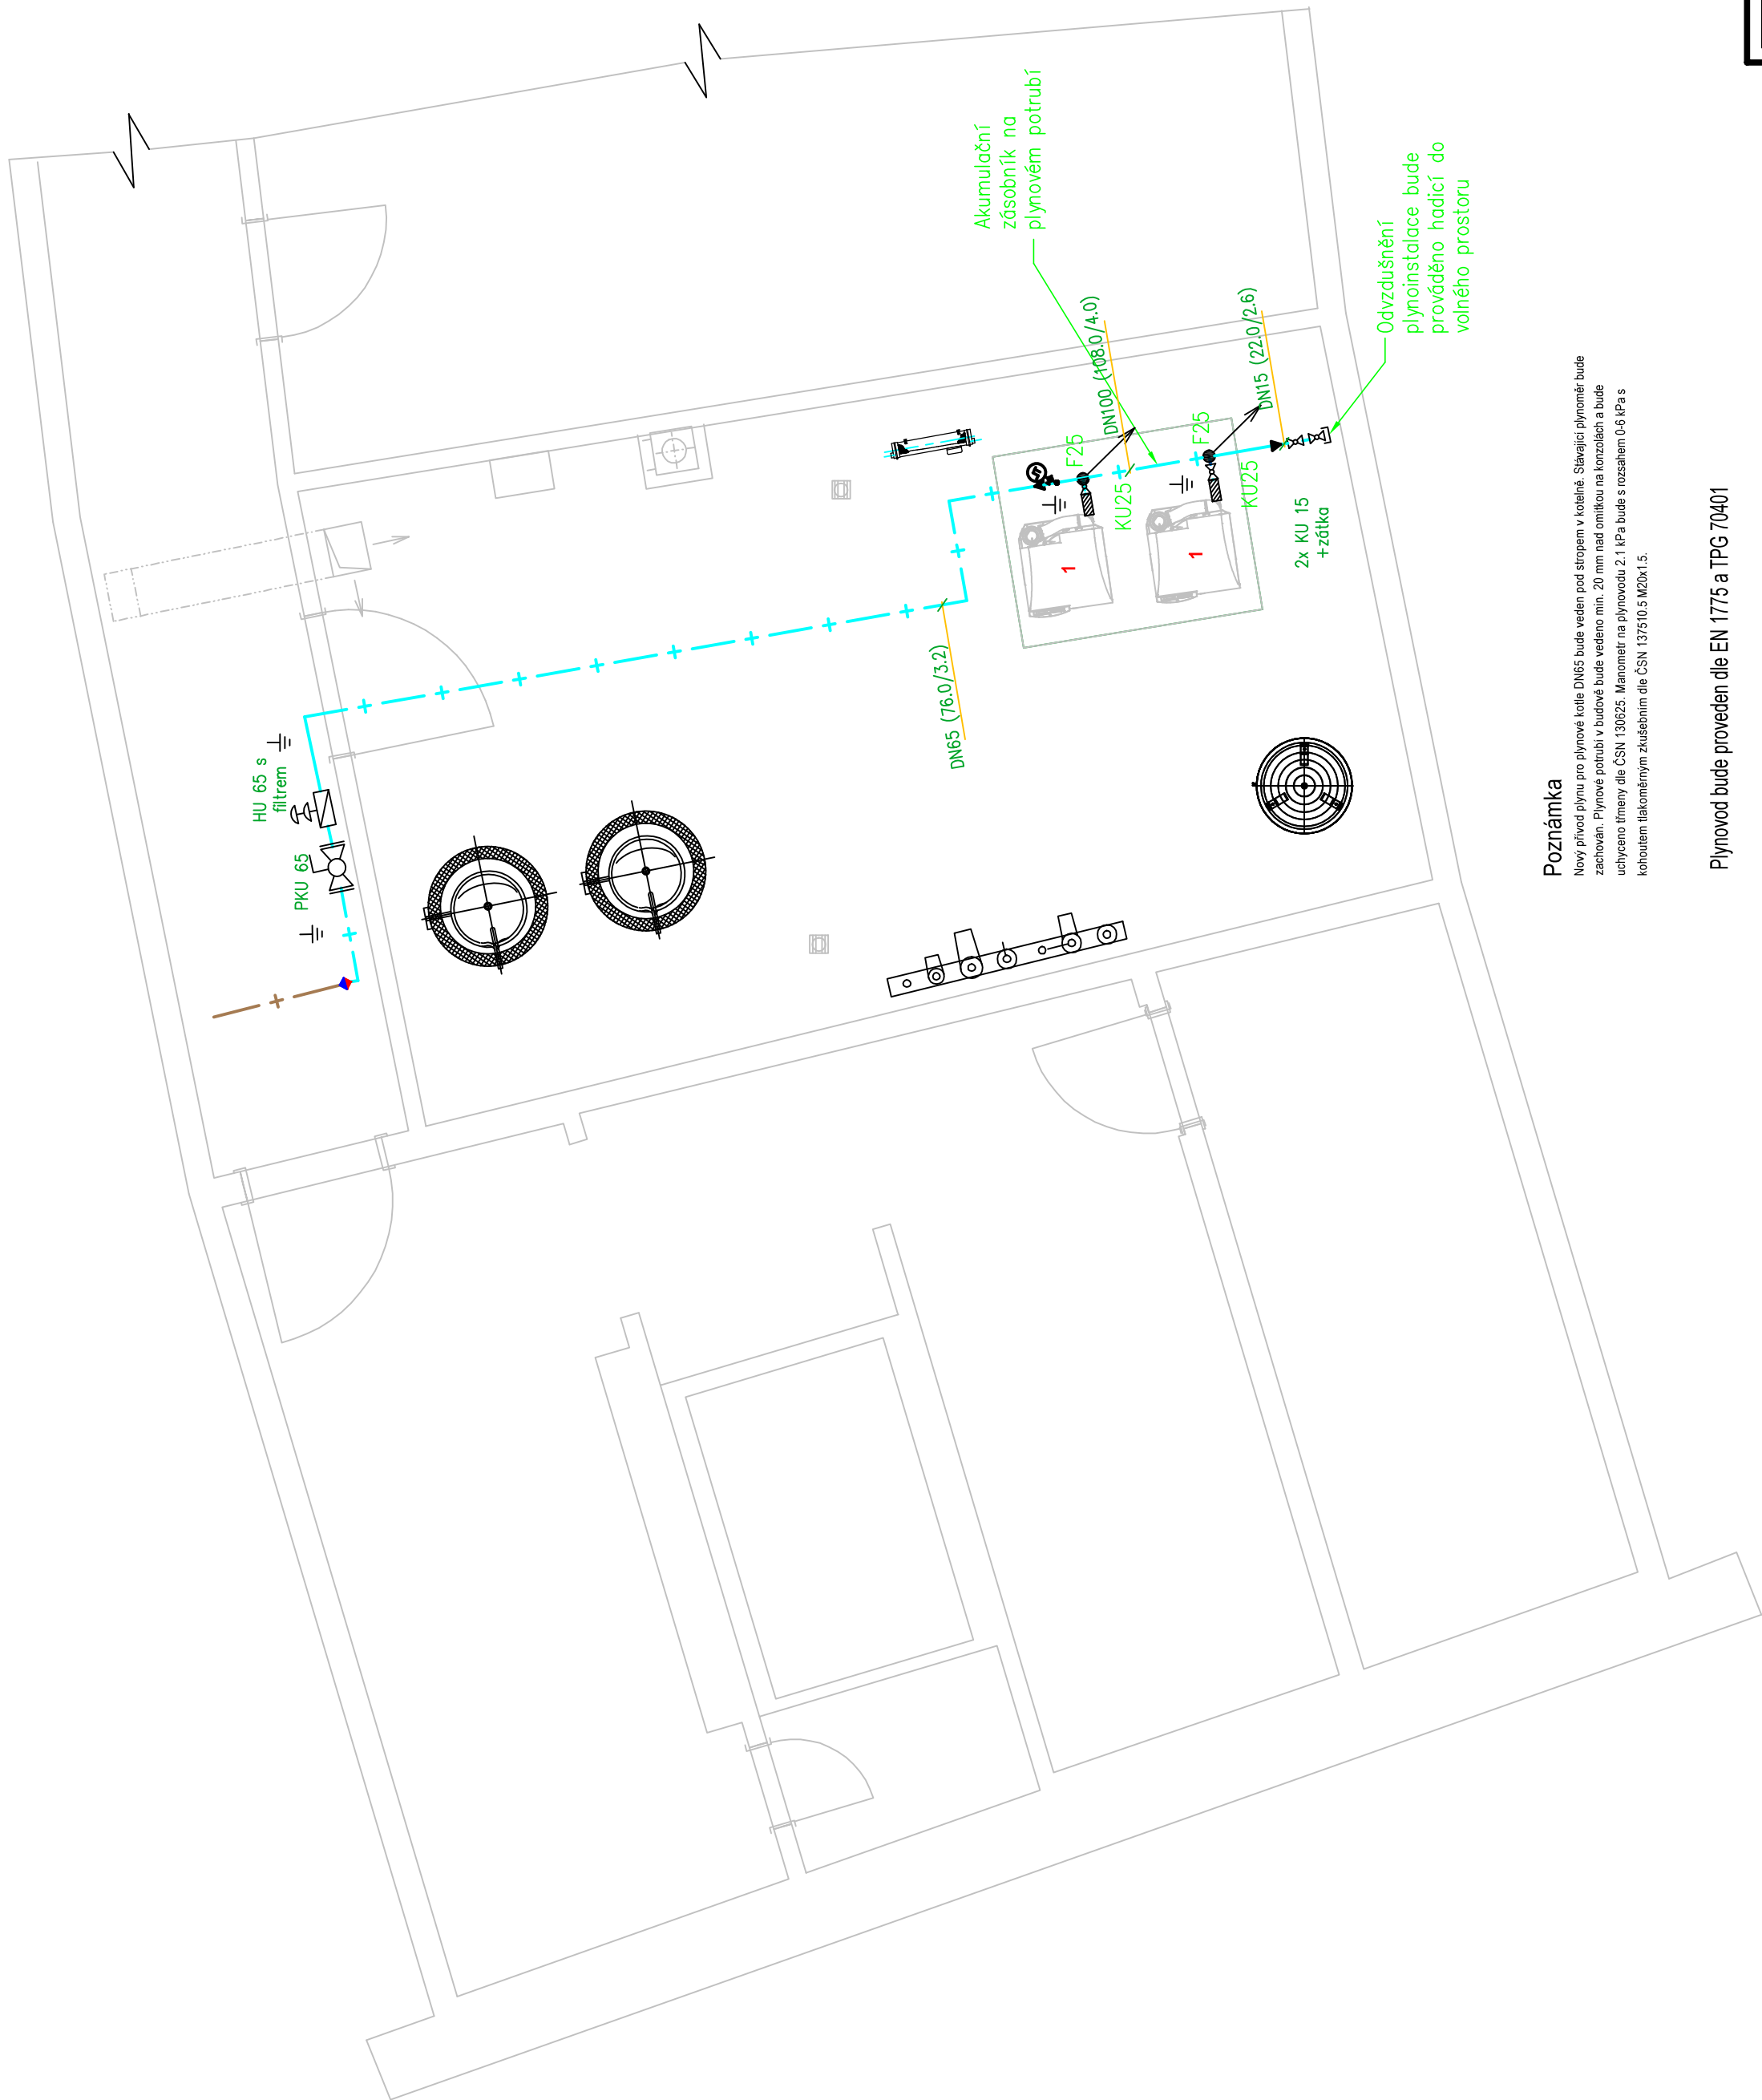 HU 65 s
filtrem
PKU 65
DN65 (76.0/3.2)
Akumulační
zásobník na
plynovém potrubí
DN100 (108.0/4.0)
F25
KU25
1
DN15 (22.0/2.6)
F25
KU25
1
2x KU 15
+zátka
Odvzdušnění
plynoinstalace bude
prováděno hadicí do
volného prostoru
Poznámka
Nový přívod plynu pro plynové kotle DN65 bude veden pod stropem v kotelně. Stávající plynoměr bude
zachován. Plynové potrubí v budově bude vedeno min. 20 mm nad omítkou na konzolách a bude
uchyceno třmeny dle ČSN 130625. Manometr na plynovodu 2.1 kPa bude s rozsahem 0-6 kPa s
kohoutem tlakoměrným zkušebním dle ČSN 137510.5 M20x1.5.
Plynovod bude proveden dle EN 1775 a TPG 70401